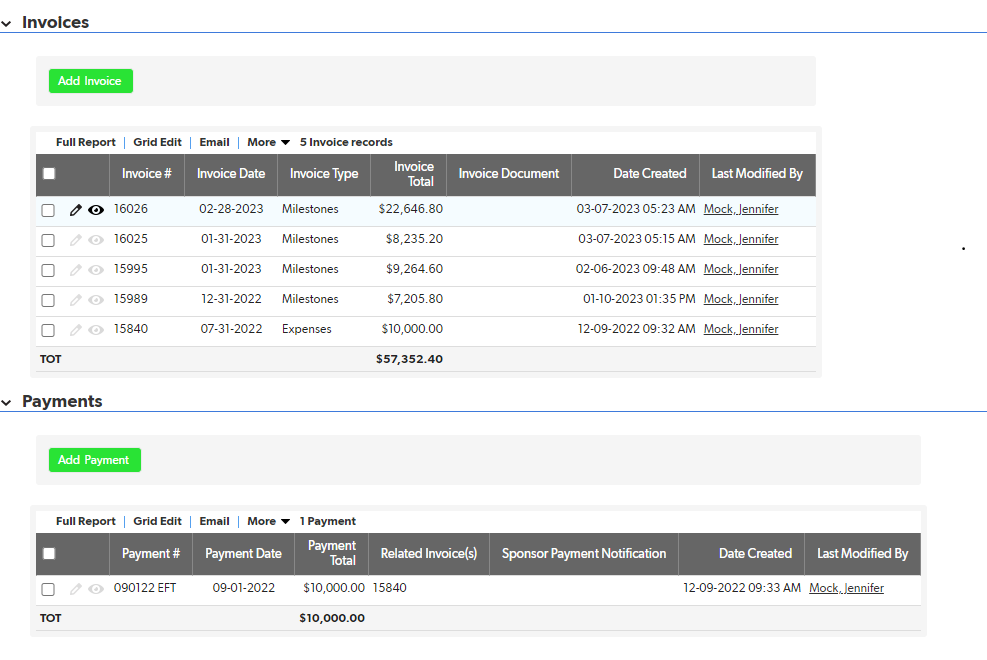 Invoices
Add Invoice
Full Report | Grid Edit | Email | More 5 Invoice records
Invoice # Invoice Date Invoice Type Invoice Total Invoice Document Date Created Last Modified By
16026 02-28-2023 Milestones $22,646.80 03-07-2023 05:23 AM Mock, Jennifer
16025 01-31-2023 Milestones $8,235.20 03-07-2023 05:15 AM Mock, Jennifer
15995 01-31-2023 Milestones $9,264.60 02-06-2023 09:48 AM Mock, Jennifer
15989 12-31-2022 Milestones $7,205.80 01-10-2023 01:35 PM Mock, Jennifer
15840 07-31-2022 Expenses $10,000.00 12-09-2022 09:32 AM Mock, Jennifer
TOT $57,352.40
Payments
Add Payment
Full Report | Grid Edit | Email | More 1 Payment
Payment # Payment Date Payment Total Related Invoice(s) Sponsor Payment Notification Date Created Last Modified By
090122 EFT 09-01-2022 $10,000.00 15840 12-09-2022 09:33 AM Mock, Jennifer
TOT $10,000.00